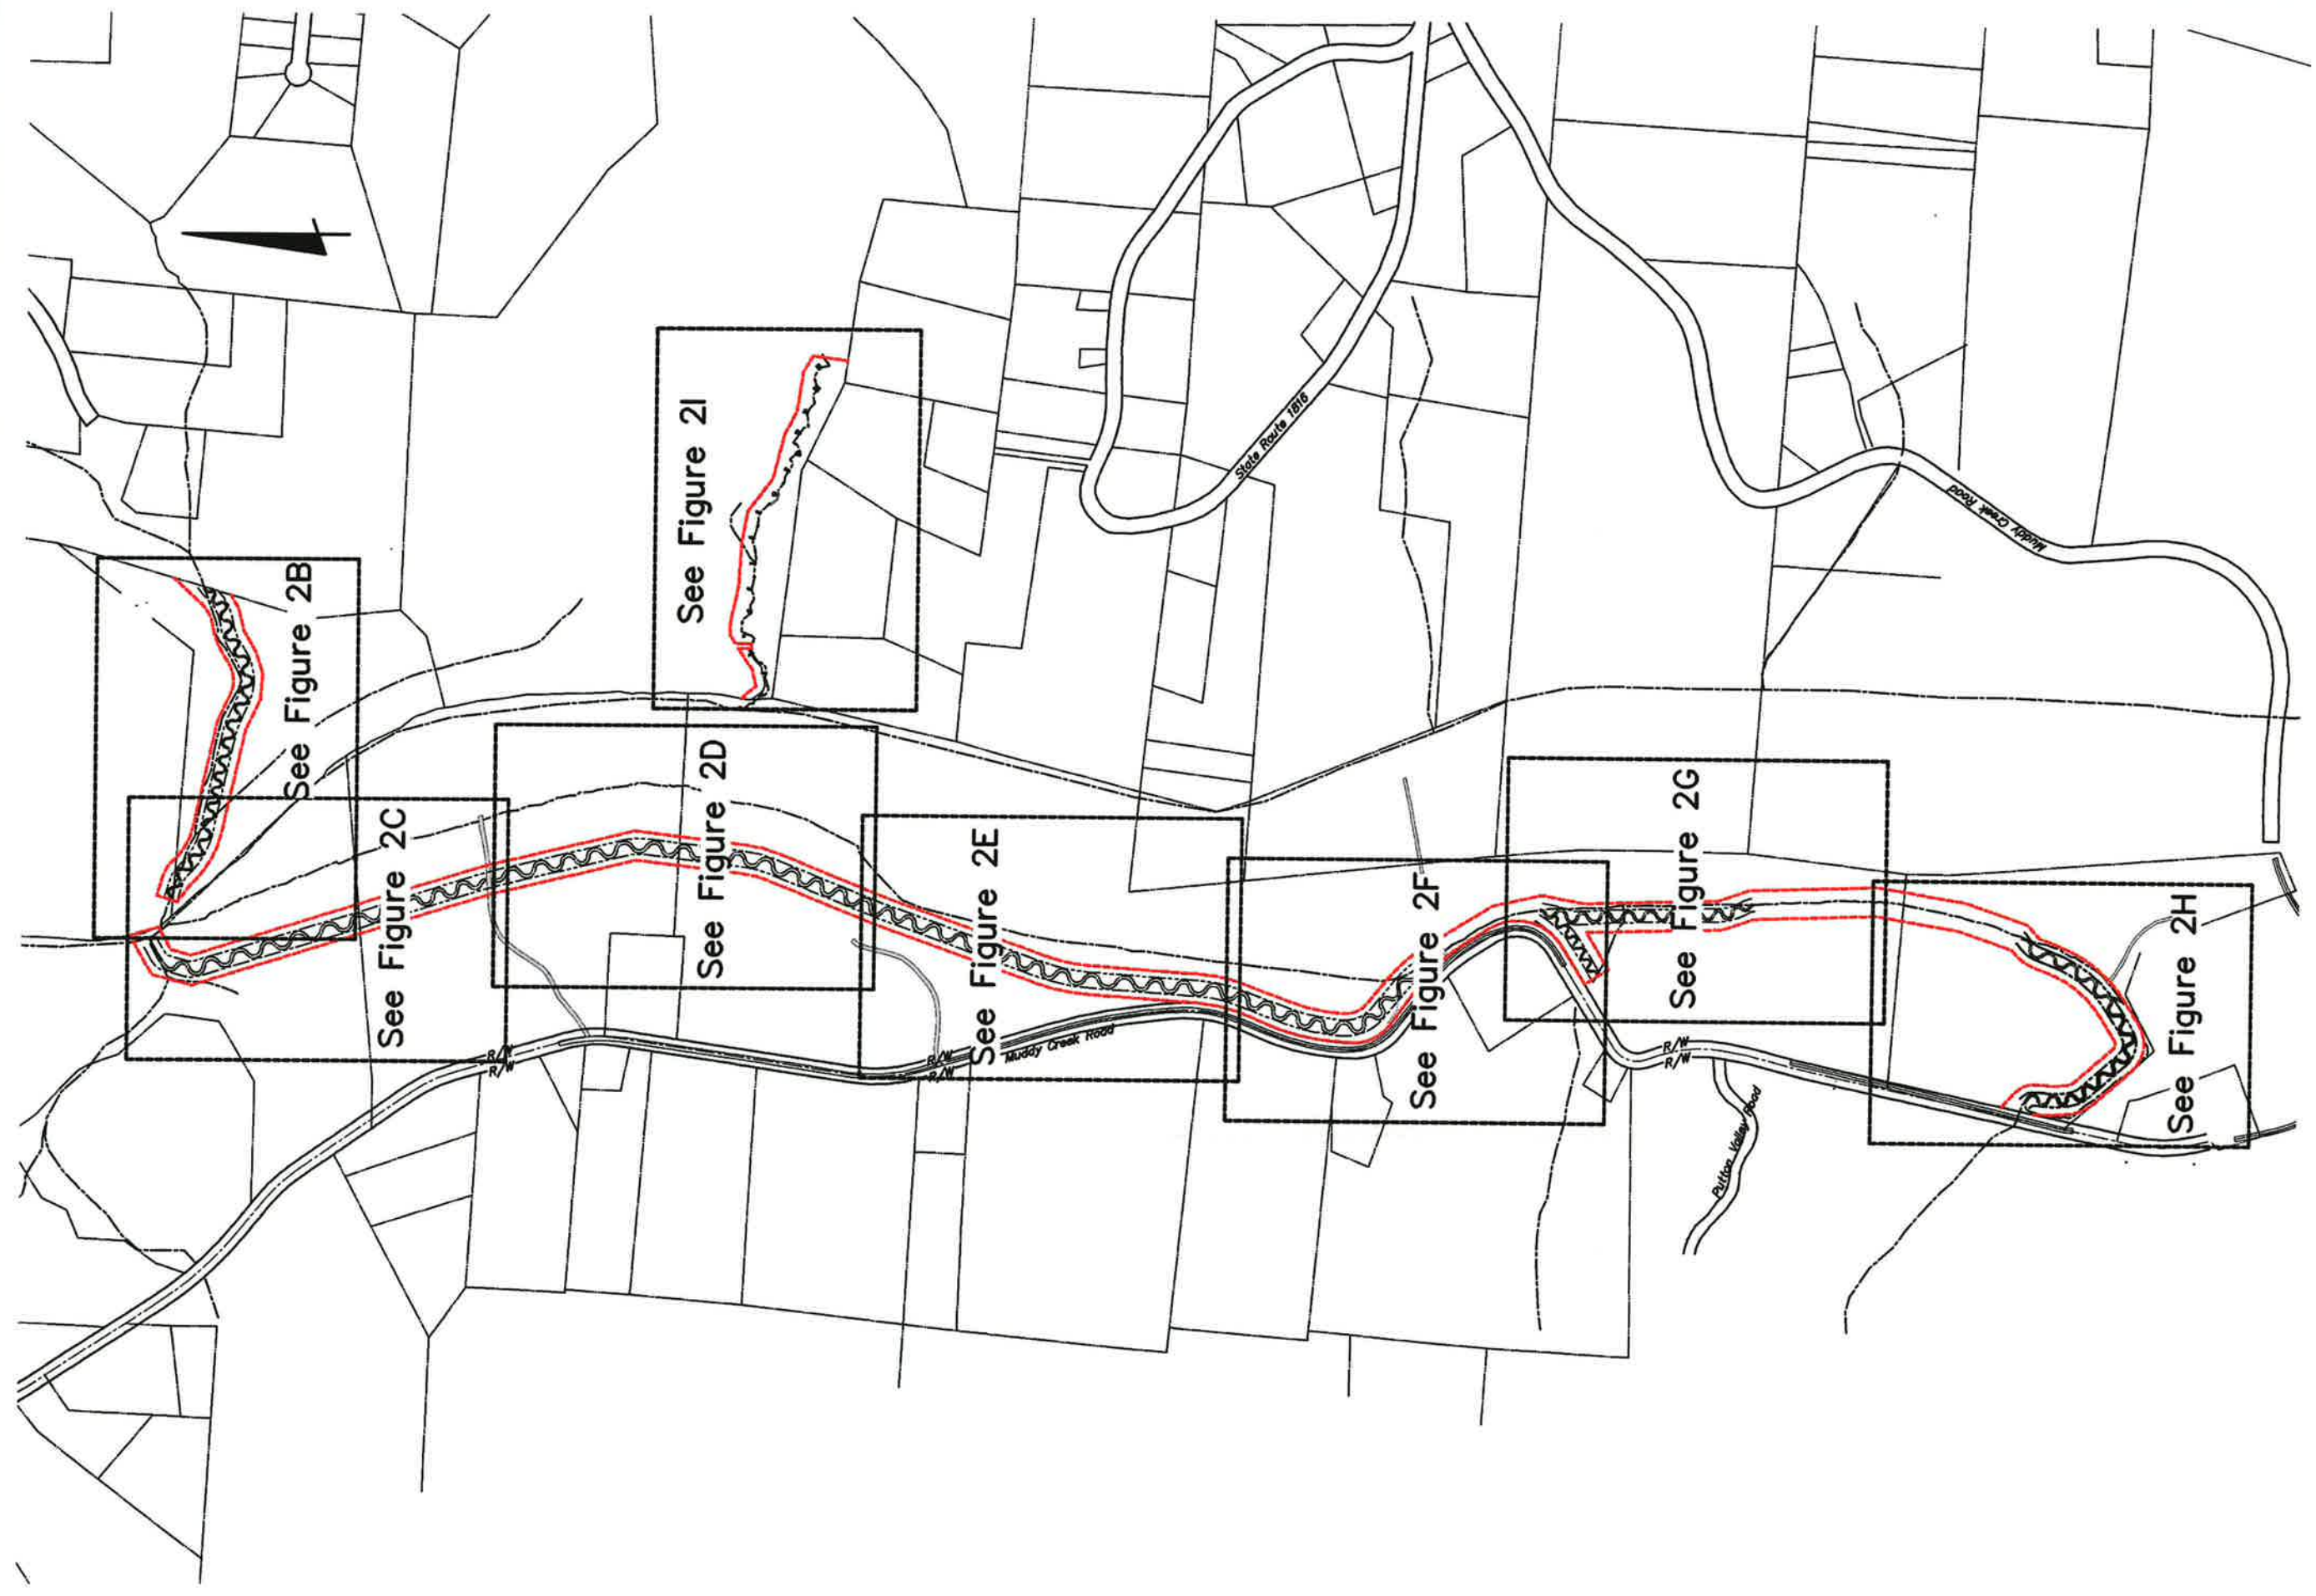 See Figure 2B
See Figure 2C
See Figure 2D
See Figure 2E
See Figure 2F
See Figure 2G
See Figure 2H
See Figure 2I
State Route 1816
Muddy Creek Road
Muddy Creek Road
Putton Valley Road
R/W
R/W
R/W
R/W
R/W
R/W